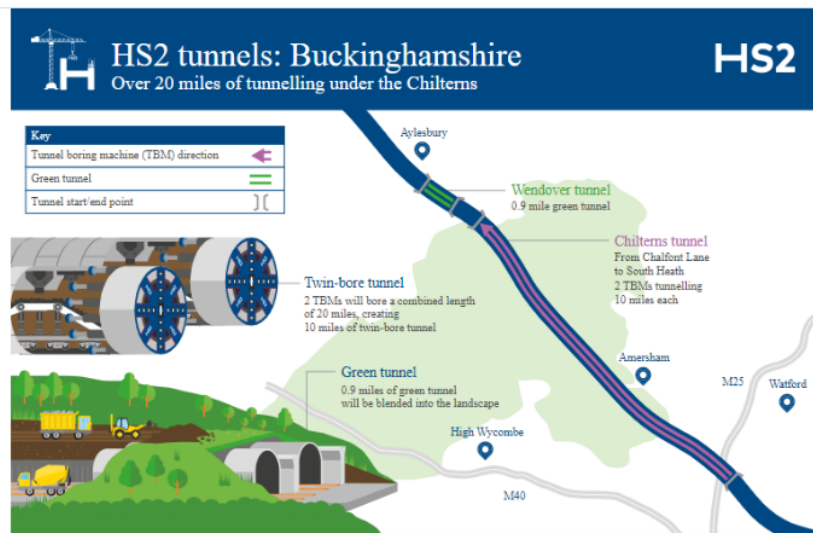 HS2 tunnels: Buckinghamshire
Over 20 miles of tunnelling under the Chilterns
HS2
Key
Tunnel boring machine (TBM) direction
Green tunnel
Tunnel start/end point
Aylesbury
Wendover tunnel
0.9 mile green tunnel
Chilterns tunnel
From Chalfont Lane
to South Heath
2 TBMs tunnelling
10 miles each
Twin-bore tunnel
2 TBMs will bore a combined length
of 20 miles, creating
10 miles of twin-bore tunnel
Green tunnel
0.9 miles of green tunnel
will be blended into the landscape
Amersham
M25
Watford
High Wycombe
M40